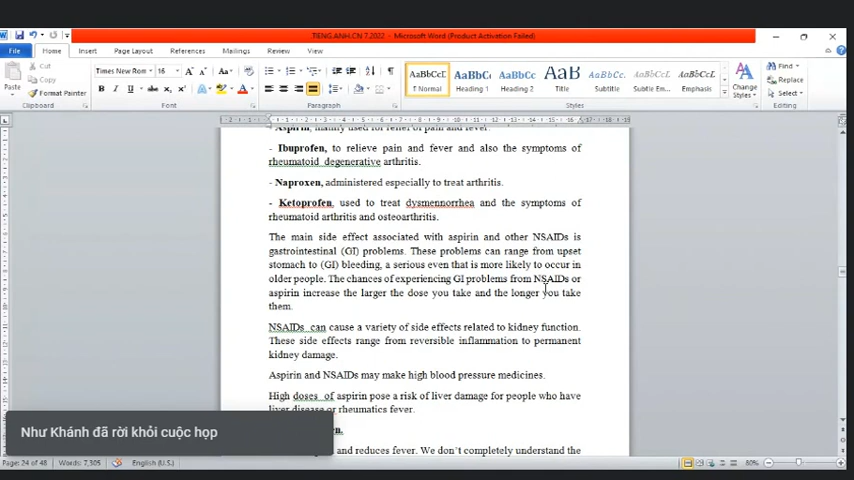 TIENG.ANH.CN 7.2022 - Microsoft Word (Product Activation Failed)
File Home Insert Page Layout References Mailings Review View
Paste Cut Copy Format Painter
Times New Rom 16
AaBbCcI AaBbC AaBbCc AaB AaBbCc. AaBbCcI AaBbCcI
¶ Normal Heading 1 Heading 2 Title Subtitle Subtle Em... Emphasis
Change Styles
Find Replace Select
Clipboard Font Paragraph Styles Editing
- Aspirin, mainly used for relief of pain and fever.
- Ibuprofen, to relieve pain and fever and also the symptoms of
rheumatoid degenerative arthritis.
- Naproxen, administered especially to treat arthritis.
- Ketoprofen, used to treat dysmennorrhea and the symptoms of
rheumatoid arthritis and osteoarthritis.
The main side effect associated with aspirin and other NSAIDs is
gastrointestinal (GI) problems. These problems can range from upset
stomach to (GI) bleeding, a serious even that is more likely to occur in
older people. The chances of experiencing GI problems from NSAIDs or
aspirin increase the larger the dose you take and the longer you take
them.
NSAIDs can cause a variety of side effects related to kidney function.
These side effects range from reversible inflammation to permanent
kidney damage.
Aspirin and NSAIDs may make high blood pressure medicines.
High doses of aspirin pose a risk of liver damage for people who have
liver disease or rheumatics fever.
and reduces fever. We don't completely understand the
Như Khánh đã rời khỏi cuộc họp
Page: 24 of 48 Words: 7,305 English (U.S.) 80%